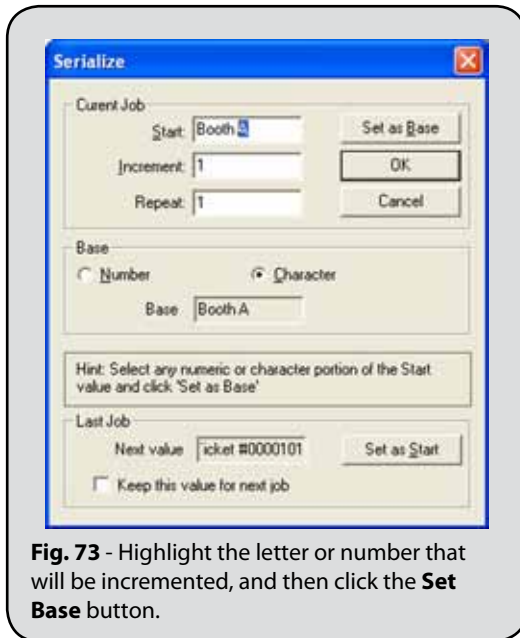 Serialize
Curent Job
Start: Booth A
Set as Base
Increment: 1
OK
Repeat: 1
Cancel
Base
Number
Character
Base Booth A
Hint: Select any numeric or character portion of the Start
value and click 'Set as Base'
Last Job
Next value icket #0000101
Set as Start
Keep this value for next job
Fig. 73 - Highlight the letter or number that
will be incremented, and then click the Set
Base button.